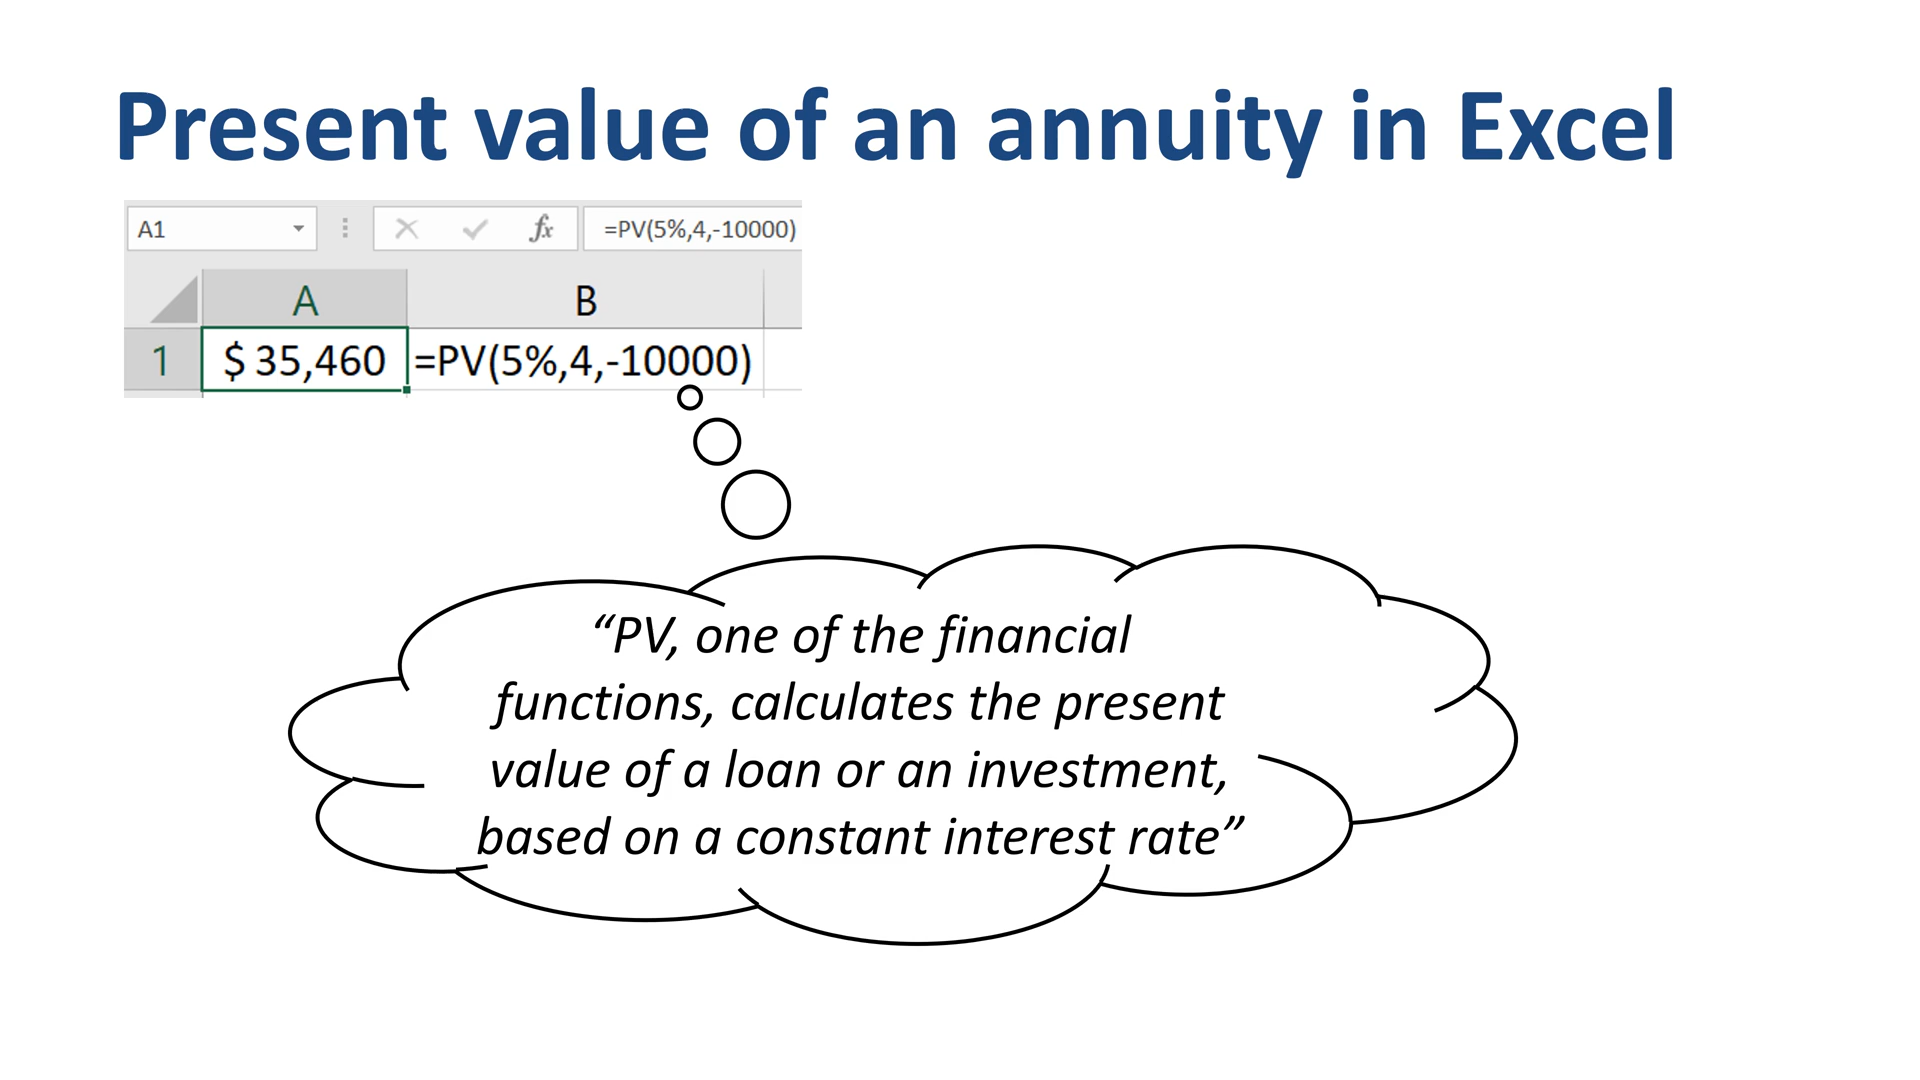 Present value of an annuity in Excel
A1 fx =PV(5%,4,-10000)
A B
1 $ 35,460 =PV(5%,4,-10000)
“PV, one of the financial
functions, calculates the present
value of a loan or an investment,
based on a constant interest rate”